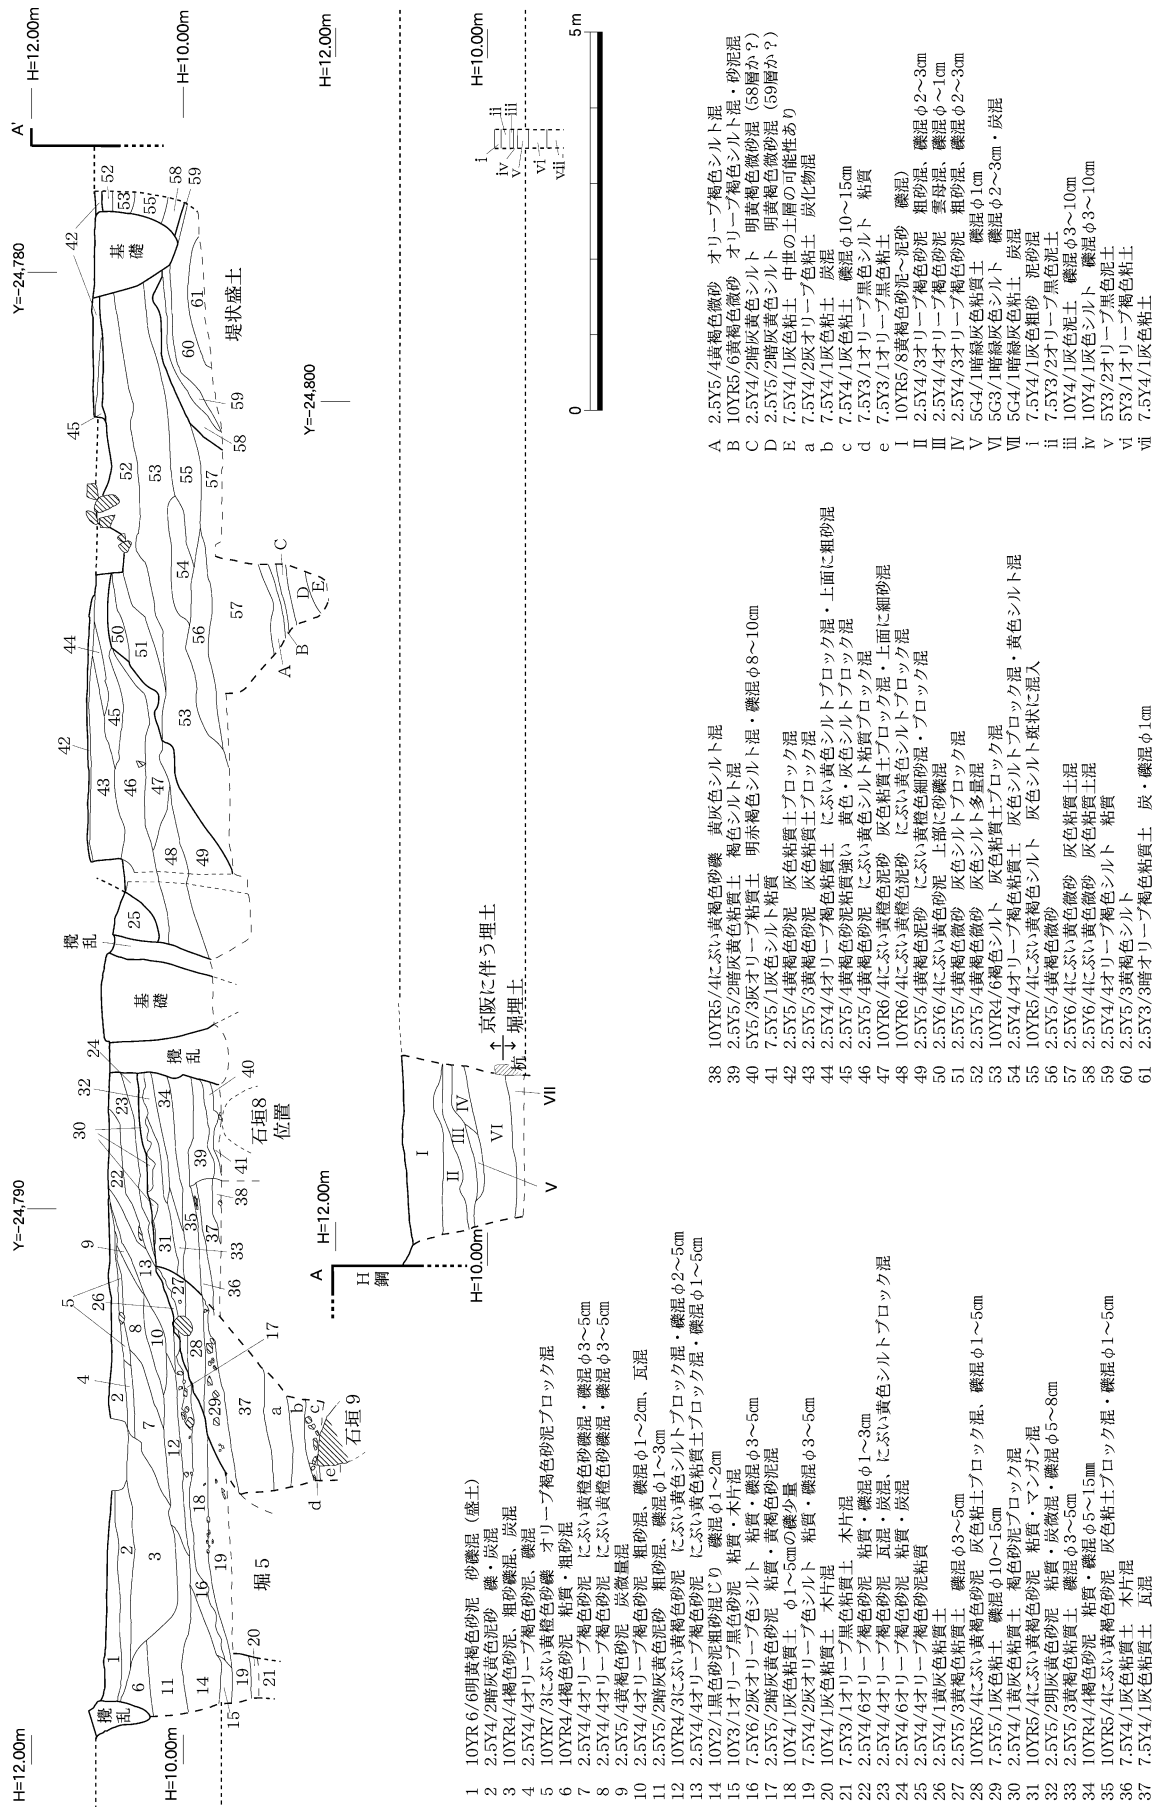 H=12.00m
H=10.00m
Y=-24,790
Y=-24,780
H=12.00m
H=10.00m
A'
攪乱
基礎
攪乱
攪乱
基礎
堤状盛土
堀5
石垣9
石垣8
位置
A
H=12.00m
H=10.00m
H鋼
京阪に伴う埋土
堀埋土
杭
Y=-24,800
H=12.00m
H=10.00m
0
5m
1 10YR 6/6明黄褐色砂泥 砂礫混(盛土)
2 2.5Y4/2暗灰黄色泥砂 礫・炭混
3 10YR4/4褐色砂泥、粗砂礫混、炭混
4 2.5Y4/4オリーブ褐色砂泥、礫混
5 10YR7/3にぶい黄橙色砂礫 オリーブ褐色砂泥ブロック混
6 10YR4/4褐色砂泥 粘質・粗砂混
7 2.5Y4/4オリーブ褐色砂泥 にぶい黄橙色砂礫混・礫混φ3～5cm
8 2.5Y4/4オリーブ褐色砂泥 にぶい黄橙色砂礫混・礫混φ3～5cm
9 2.5Y5/4黄褐色砂泥 炭微量混
10 2.5Y4/4オリーブ褐色砂泥 粗砂混、礫混φ1～2cm、瓦混
11 2.5Y5/2暗灰黄色泥砂 粗砂混、礫混φ1～3cm
12 10YR4/3にぶい黄褐色砂泥 にぶい黄色シルトブロック混・礫混φ2～5cm
13 2.5Y4/4オリーブ褐色砂泥 にぶい黄色粘質土ブロック混・礫混φ1～5cm
14 10Y2/1黒色砂泥粗砂混じり 礫混φ1～2cm
15 10Y3/1オリーブ黒色砂泥 粘質・木片混
16 7.5Y6/2灰オリーブ色シルト 粘質・礫混φ3～5cm
17 2.5Y5/2暗灰黄色砂泥 粘質・黄褐色砂泥混
18 10Y4/1灰色粘質土 φ1～5cmの礫少量
19 7.5Y4/2灰オリーブ色シルト 粘質・礫混φ3～5cm
20 10Y4/1灰色粘質土 木片混
21 7.5Y3/1オリーブ黒色粘質土 木片混
22 2.5Y4/6オリーブ褐色砂泥 粘質・礫混φ1～3cm
23 2.5Y4/4オリーブ褐色砂泥 瓦混・炭混、にぶい黄色シルトブロック混
24 2.5Y4/6オリーブ褐色砂泥 粘質・炭混
25 2.5Y4/4オリーブ褐色砂泥粘質
26 2.5Y4/1黄灰色粘質土
27 2.5Y5/3黄褐色粘質土 礫混φ3～5cm
28 10YR5/4にぶい黄褐色砂泥 灰色粘土ブロック混、礫混φ1～5cm
29 7.5Y5/1灰色粘土 礫混φ10～15cm
30 2.5Y4/1黄灰色粘質土 褐色砂泥ブロック混
31 10YR5/4にぶい黄褐色砂泥 粘質・マンガン混
32 2.5Y5/2暗灰黄色砂泥 粘質・炭微混・礫混φ5～8cm
33 2.5Y5/3黄褐色粘質土 礫混φ3～5cm
34 10YR4/4褐色砂泥 粘質・礫混φ5～15mm
35 10YR5/4にぶい黄褐色砂泥 灰色粘土ブロック混・礫混φ1～5cm
36 7.5Y4/1灰色粘質土 木片混
37 7.5Y4/1灰色粘質土 瓦混
38 10YR5/4にぶい黄褐色砂礫 黄灰色シルト混
39 2.5Y5/2暗灰黄色粘質土 褐色シルト混
40 5Y5/3灰オリーブ粘質土 明赤褐色シルト混・礫混φ8～10cm
41 7.5Y5/1灰色シルト粘質
42 2.5Y5/4黄褐色砂泥 灰色粘質土ブロック混
43 2.5Y5/3黄褐色砂泥 灰色粘質土ブロック混
44 2.5Y4/4オリーブ褐色粘質土 にぶい黄色シルトブロック混・上面に粗砂混
45 2.5Y5/4黄褐色砂泥粘質強い 黄色・灰色シルトブロック混
46 2.5Y5/4黄褐色砂泥 にぶい黄色シルト粘質ブロック混
47 10YR6/4にぶい黄橙色泥砂 灰色粘質土ブロック混・上面に細砂混
48 10YR6/4にぶい黄橙色泥砂 にぶい黄色シルトブロック混
49 2.5Y5/4黄褐色泥砂 にぶい黄橙色細砂混・ブロック混
50 2.5Y6/4にぶい黄色砂泥 上部に砂礫混
51 2.5Y5/4黄褐色微砂 灰色シルトブロック混
52 2.5Y5/4黄褐色微砂 灰色シルト多量混
53 10YR4/6褐色シルト 灰色粘質土ブロック混
54 2.5Y4/4オリーブ褐色粘質土 灰色シルトブロック混・黄色シルト混
55 10YR5/4にぶい黄褐色シルト 灰色シルト斑状に混入
56 2.5Y5/4黄褐色微砂
57 2.5Y6/4にぶい黄色微砂 灰色粘質土混
58 2.5Y6/4にぶい黄色微砂 灰色粘質土混
59 2.5Y4/4オリーブ褐色シルト 粘質
60 2.5Y5/3黄褐色シルト
61 2.5Y3/3暗オリーブ褐色粘質土 炭・礫混φ1cm
A 2.5Y5/4黄褐色微砂 オリーブ褐色シルト混
B 10YR5/6黄褐色微砂 オリーブ褐色シルト混・砂泥混
C 2.5Y4/2暗灰黄色シルト 明黄褐色微砂混(58層か?)
D 2.5Y5/2暗灰黄色シルト 明黄褐色微砂混(59層か?)
E 7.5Y4/1灰色粘土 中世の土層の可能性あり
a 7.5Y4/2灰オリーブ色粘土 炭化物混
b 7.5Y4/1灰色粘土 炭混
c 7.5Y4/1灰色粘土 礫混φ10～15cm
d 7.5Y3/1オリーブ黒色シルト 粘質
e 7.5Y3/1オリーブ黒色粘土
Ⅰ 10YR5/8黄褐色砂泥～泥砂 礫混)
Ⅱ 2.5Y4/3オリーブ褐色砂泥 粗砂混、礫混φ2～3cm
Ⅲ 2.5Y4/4オリーブ褐色砂泥 雲母混、礫混φ～1cm
Ⅳ 2.5Y4/3オリーブ褐色砂泥 粗砂混、礫混φ2～3cm
Ⅴ 5G4/1暗緑灰色粘質土 礫混φ1cm
Ⅵ 5G3/1暗緑灰色シルト 礫混φ2～3cm・炭混
Ⅶ 5G4/1暗緑灰色粘土 炭混
i 7.5Y4/1灰色粗砂 泥砂混
ii 7.5Y3/2オリーブ黒色泥土
iii 10Y4/1灰色泥土 礫混φ3～10cm
iv 10Y4/1灰色シルト 礫混φ3～10cm
v 5Y3/2オリーブ黒色泥土
vi 5Y3/1オリーブ褐色粘土
vii 7.5Y4/1灰色粘土